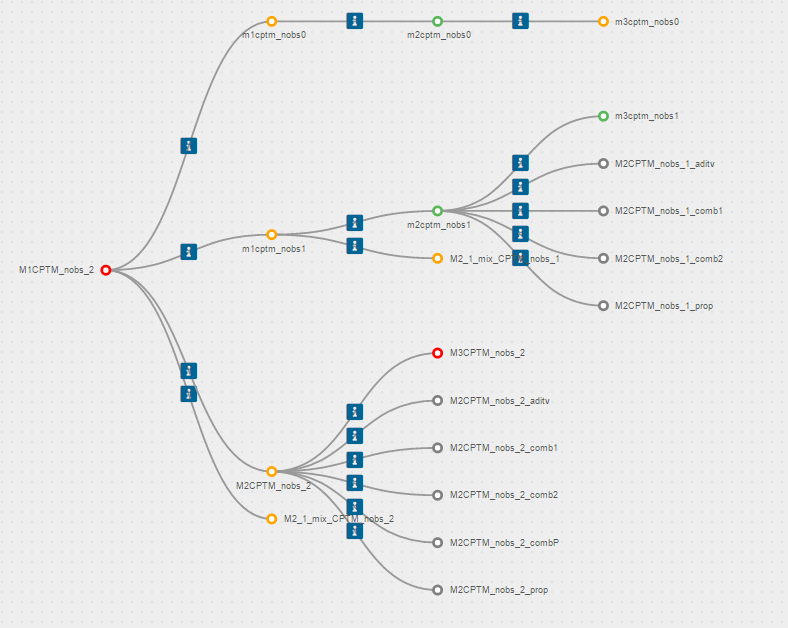 m1cptm_nobs0
m2cptm_nobs0
m3cptm_nobs0
m3cptm_nobs1
M2CPTM_nobs_1_aditv
M2CPTM_nobs_1_comb1
m2cptm_nobs1
m1cptm_nobs1
M2_1_mix_CPTM_nobs_1
M2CPTM_nobs_1_comb2
M1CPTM_nobs_2
M2CPTM_nobs_1_prop
M3CPTM_nobs_2
M2CPTM_nobs_2_aditv
M2CPTM_nobs_2_comb1
M2CPTM_nobs_2
M2CPTM_nobs_2_comb2
M2_1_mix_CPTM_nobs_2
M2CPTM_nobs_2_combP
M2CPTM_nobs_2_prop